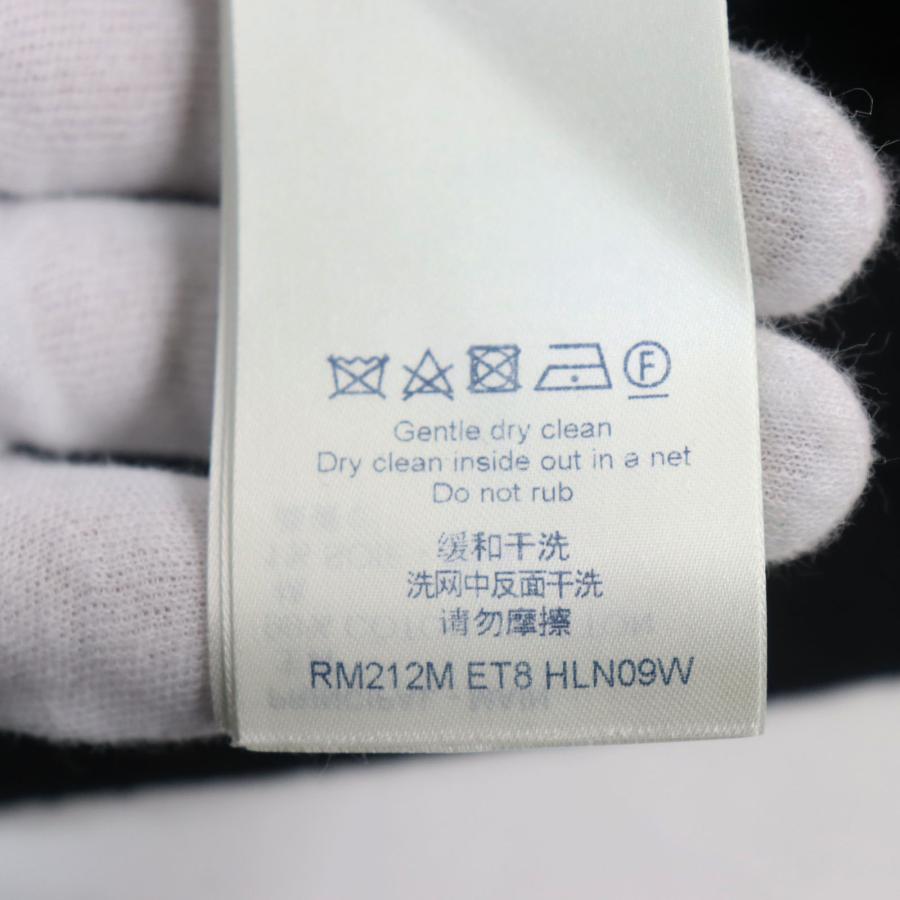 F
Gentle dry clean
Dry clean inside out in a net
Do not rub
缓和干洗
洗网中反面干洗
请勿摩擦
RM212M ET8 HLN09W